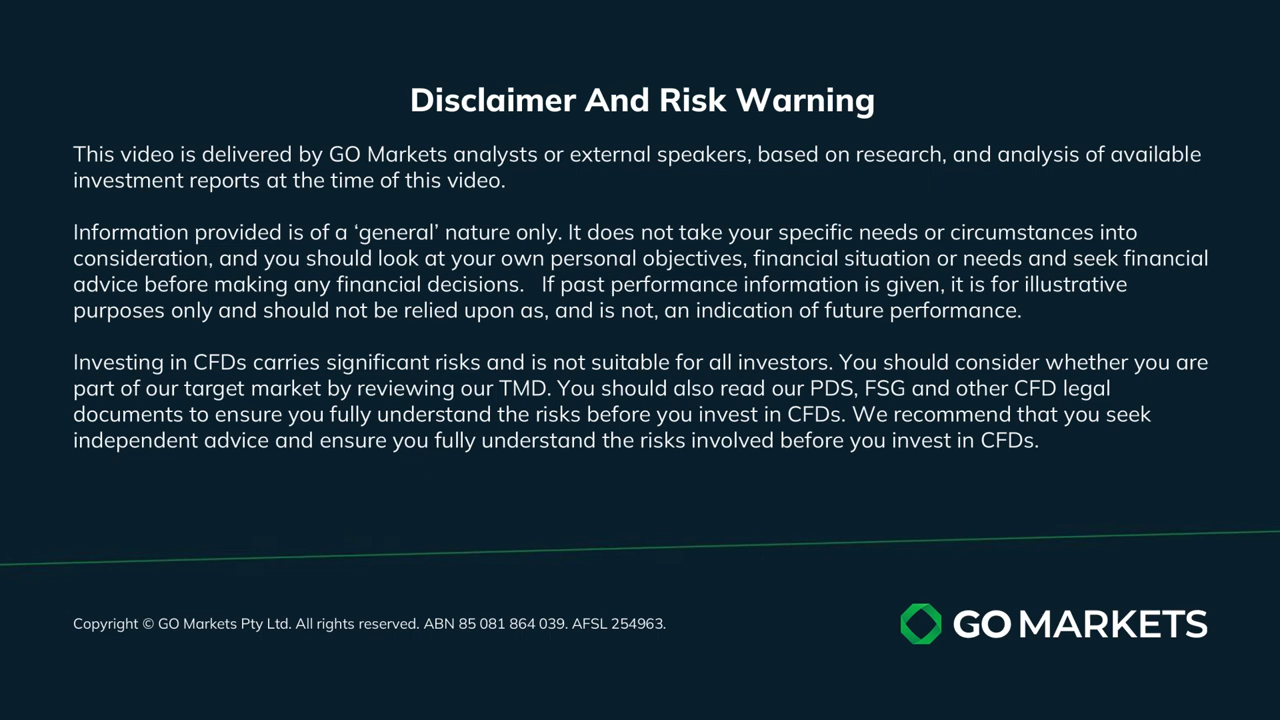 Disclaimer And Risk Warning
This video is delivered by GO Markets analysts or external speakers, based on research, and analysis of available
investment reports at the time of this video.
Information provided is of a ‘general’ nature only. It does not take your specific needs or circumstances into
consideration, and you should look at your own personal objectives, financial situation or needs and seek financial
advice before making any financial decisions.   If past performance information is given, it is for illustrative
purposes only and should not be relied upon as, and is not, an indication of future performance.
Investing in CFDs carries significant risks and is not suitable for all investors. You should consider whether you are
part of our target market by reviewing our TMD. You should also read our PDS, FSG and other CFD legal
documents to ensure you fully understand the risks before you invest in CFDs. We recommend that you seek
independent advice and ensure you fully understand the risks involved before you invest in CFDs.
Copyright © GO Markets Pty Ltd. All rights reserved. ABN 85 081 864 039. AFSL 254963.
GO MARKETS